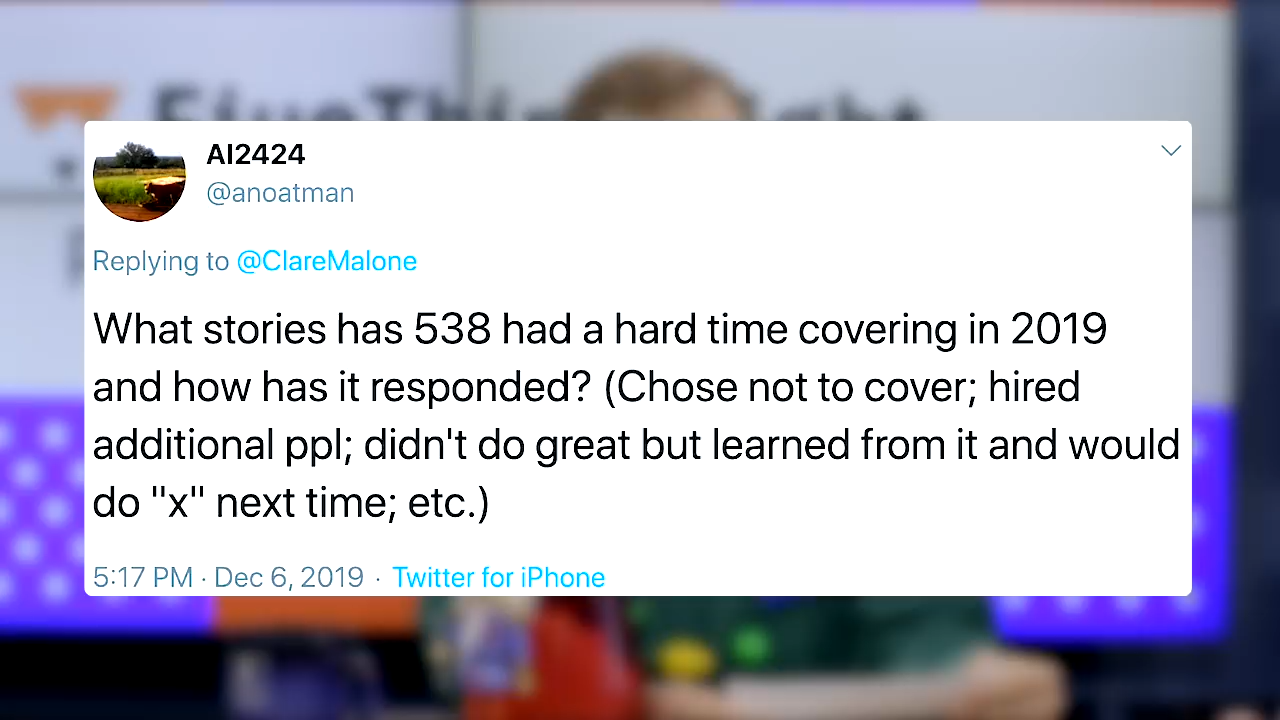 AI2424
@anoatman
Replying to @ClareMalone
What stories has 538 had a hard time covering in 2019
and how has it responded? (Chose not to cover; hired
additional ppl; didn't do great but learned from it and would
do "x" next time; etc.)
5:17 PM · Dec 6, 2019 · Twitter for iPhone